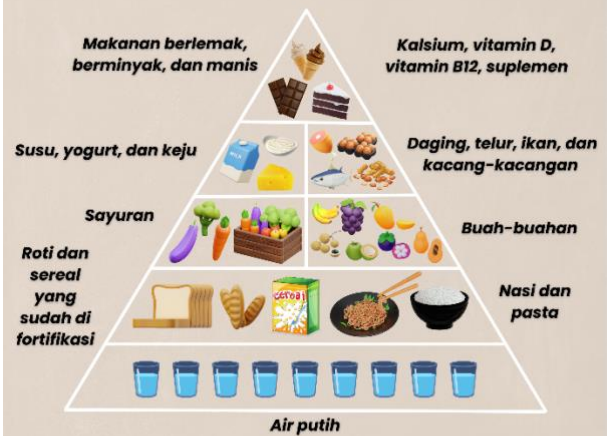 Makanan berlemak,
berminyak, dan manis
Kalsium, vitamin D,
vitamin B12, suplemen
Susu, yogurt, dan keju
MILK
Daging, telur, ikan, dan
kacang-kacangan
Sayuran
Buah-buahan
Roti dan
sereal
yang
sudah di
fortifikasi
cereal
Nasi dan
pasta
Air putih